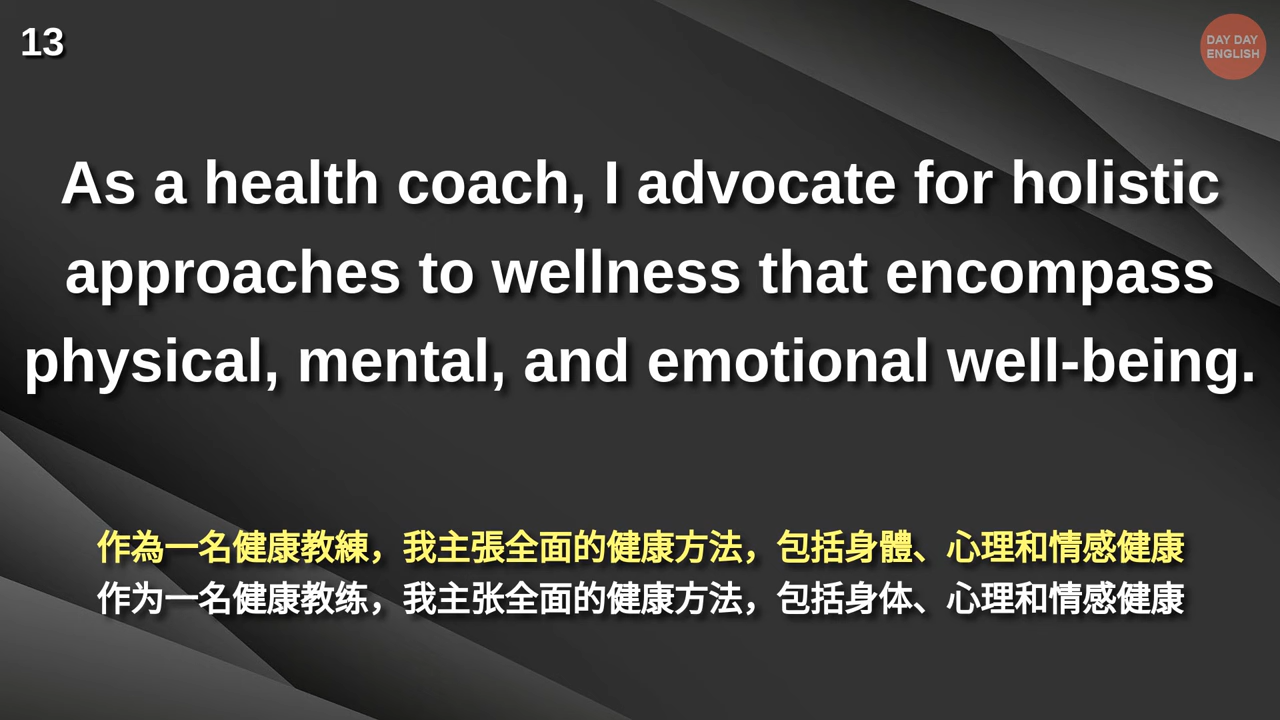 13
DAY DAY
ENGLISH
As a health coach, I advocate for holistic
approaches to wellness that encompass
physical, mental, and emotional well-being.
作為一名健康教練，我主張全面的健康方法，包括身體、心理和情感健康
作为一名健康教练，我主张全面的健康方法，包括身体、心理和情感健康